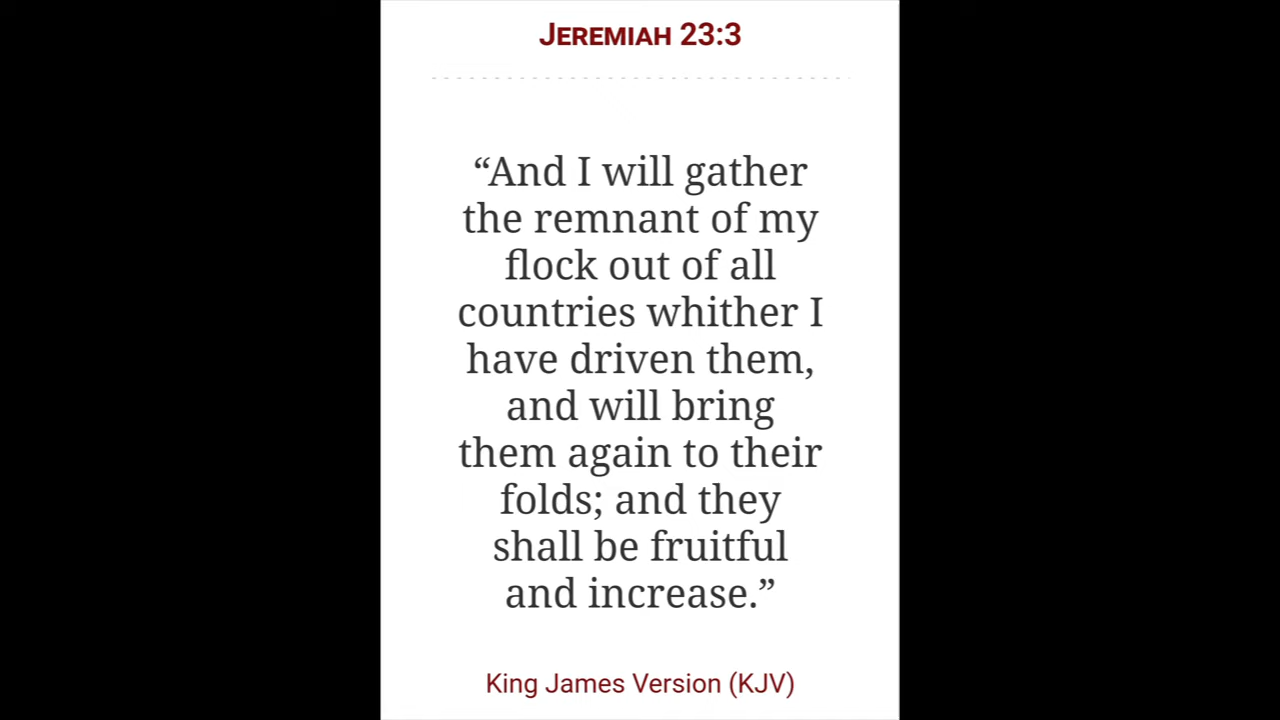 Jeremiah 23:3
“And I will gather
the remnant of my
flock out of all
countries whither I
have driven them,
and will bring
them again to their
folds; and they
shall be fruitful
and increase.”
King James Version (KJV)